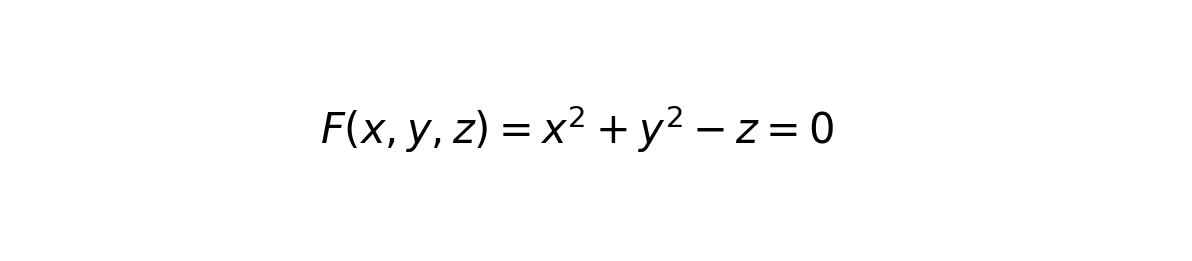 F(x, y, z) = x² + y² − z = 0